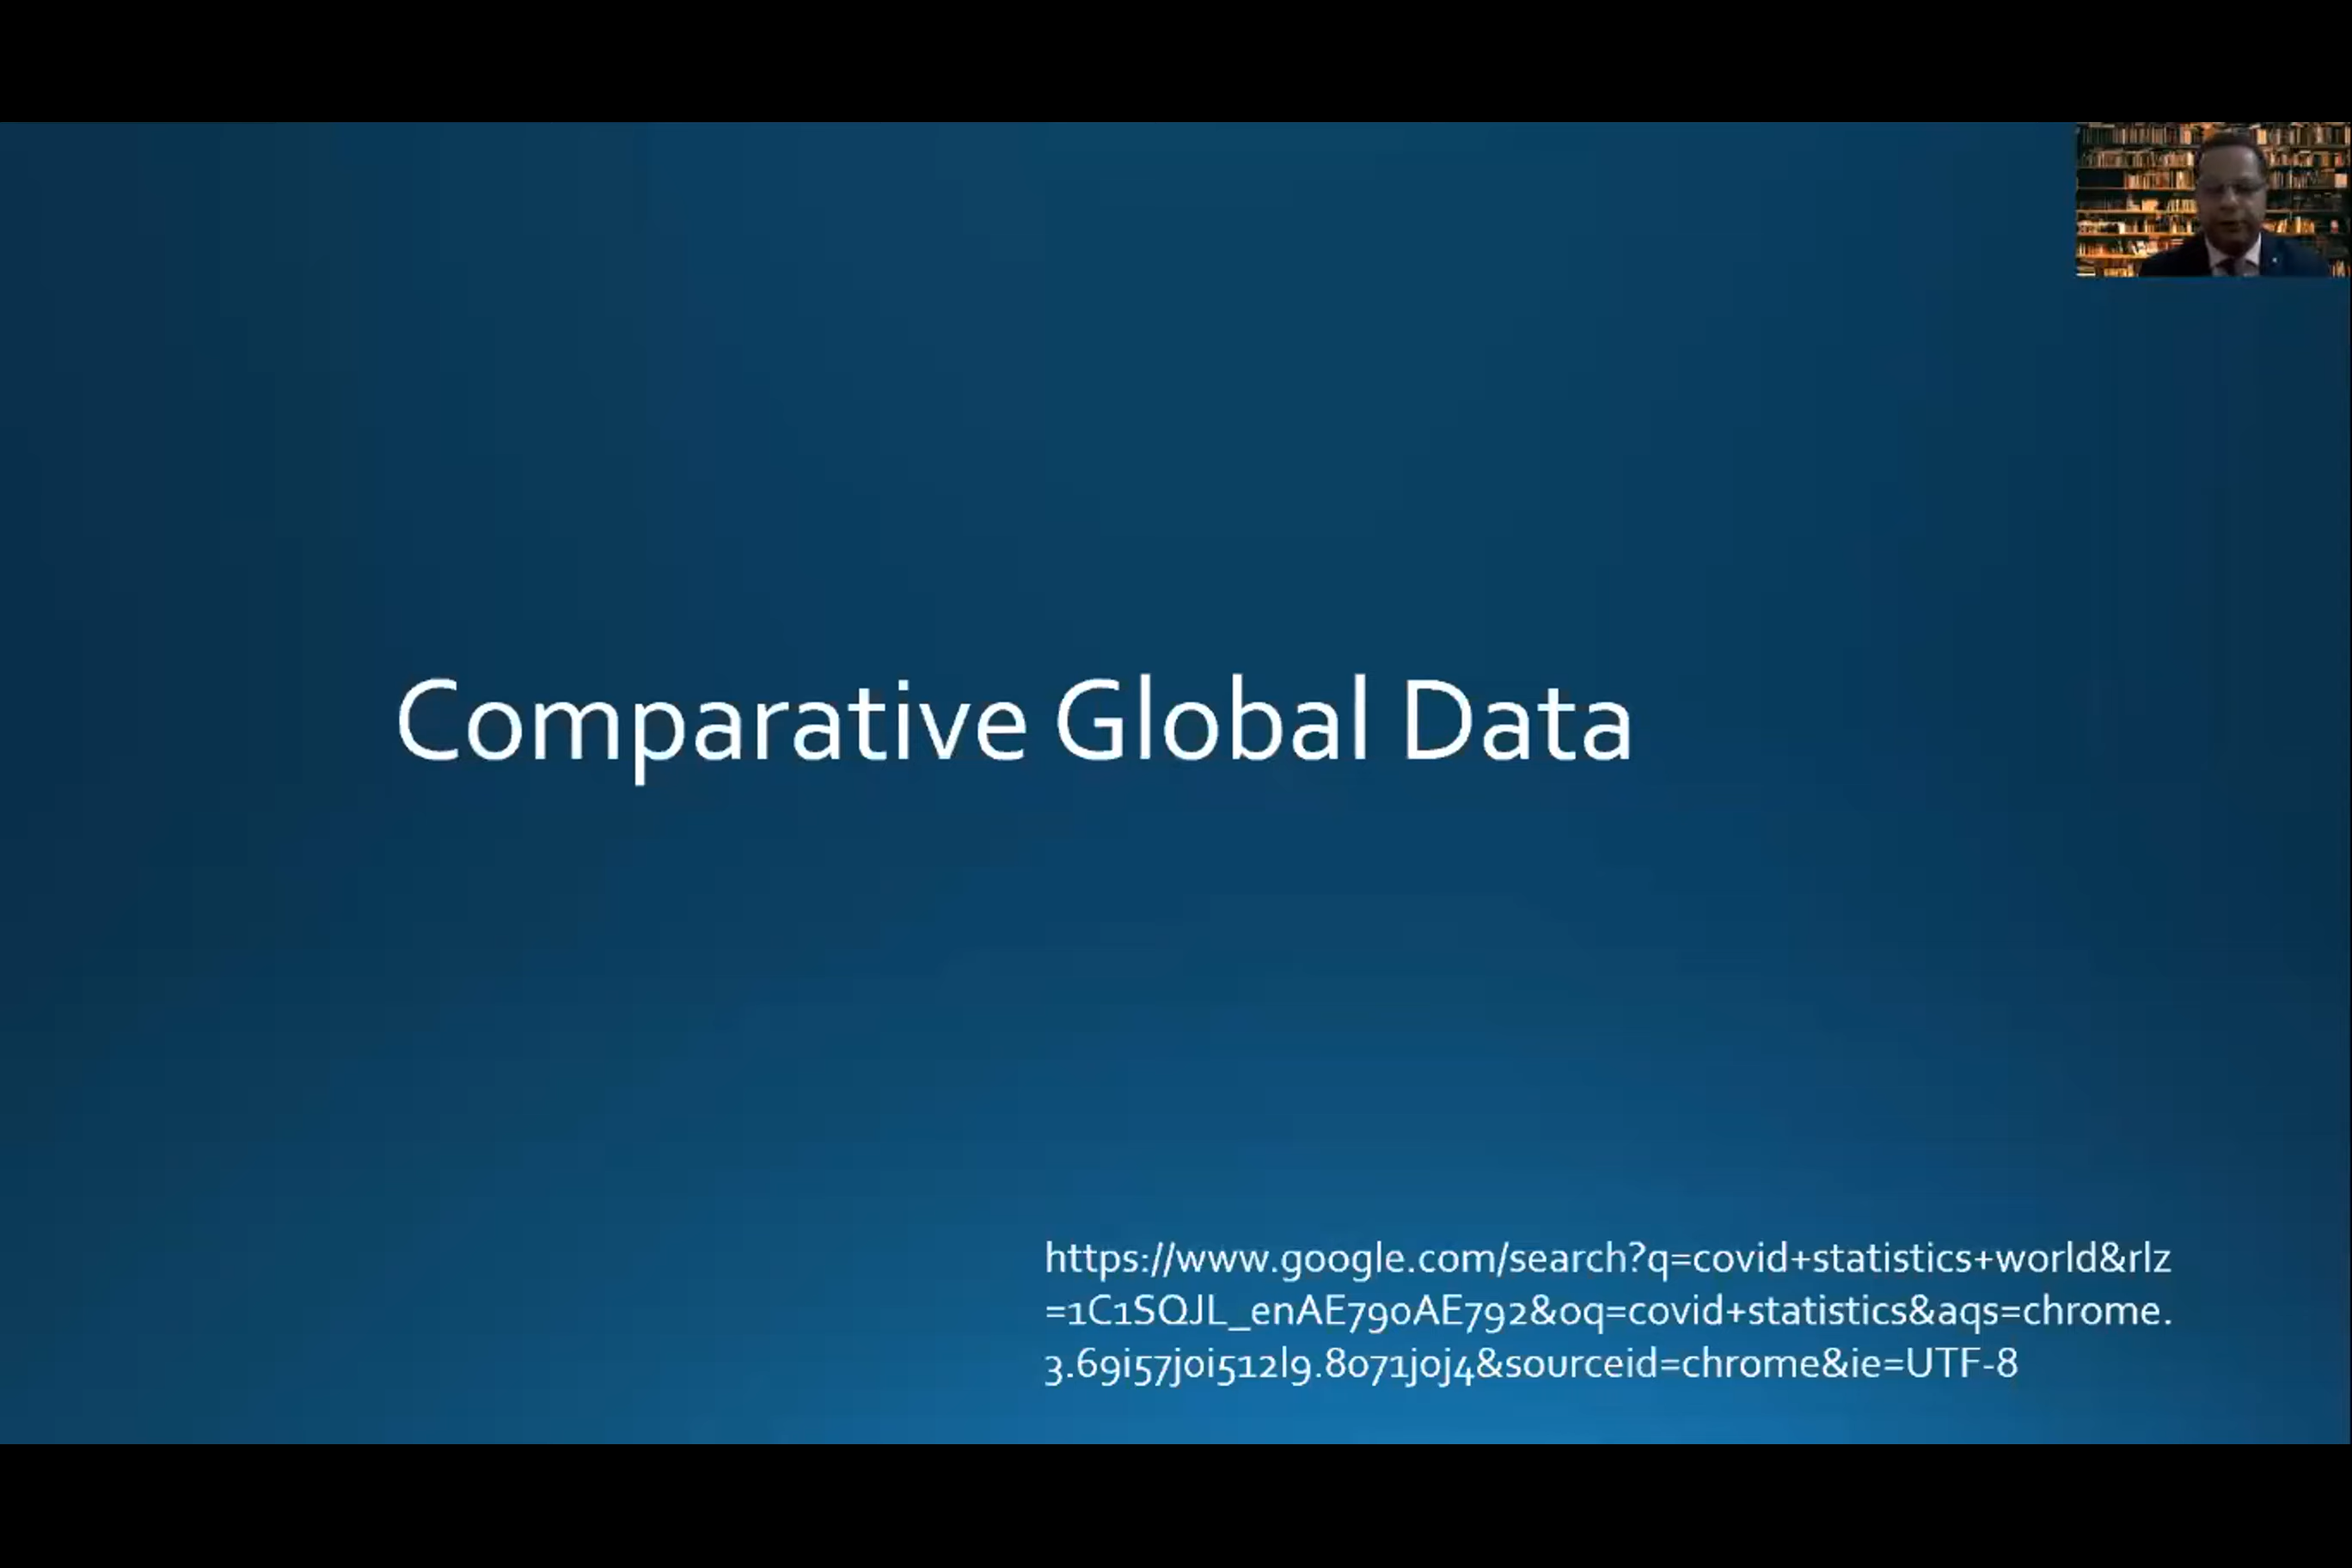 Comparative Global Data
https://www.google.com/search?q=covid+statistics+world&rlz
=1C1SQJL_enAE790AE792&oq=covid+statistics&aqs=chrome.
3.69i57j0i512l9.8071j0j4&sourceid=chrome&ie=UTF-8